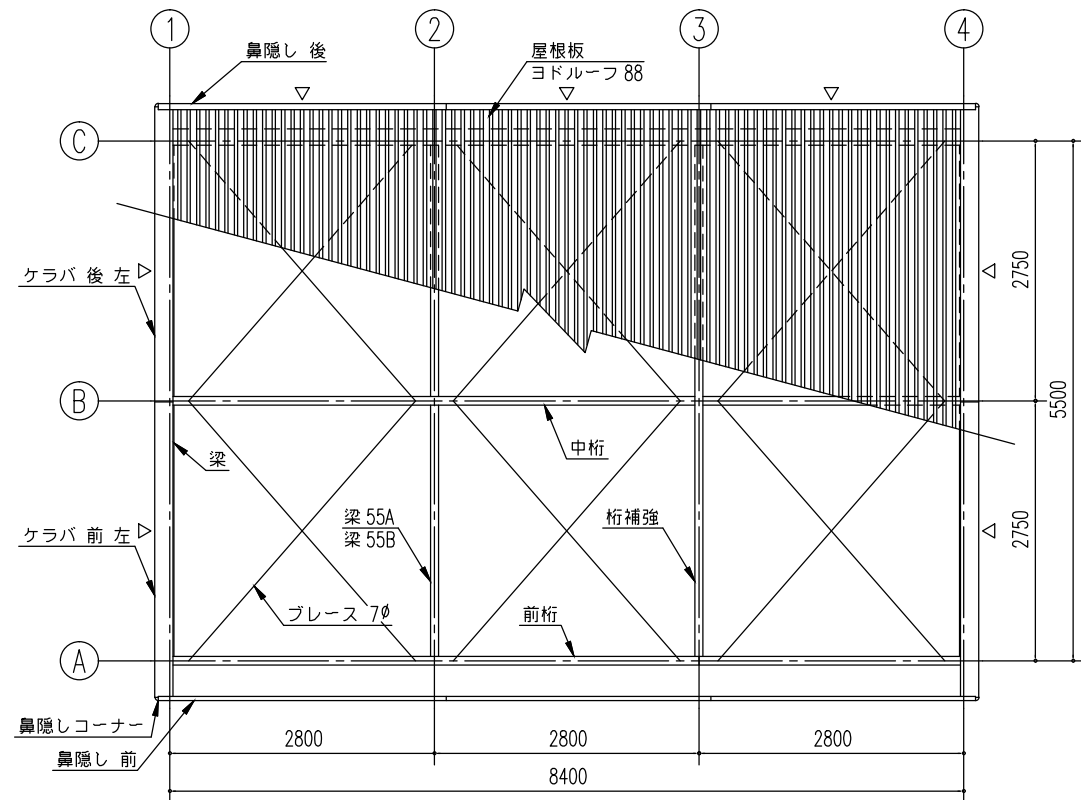 1
2
3
4
鼻隠し 後
屋根板
ヨドルーフ 88
C
ケラバ 後 左
2750
B
5500
中桁
梁
梁 55A
梁 55B
桁補強
ケラバ 前 左
2750
ブレース 7φ
前桁
A
鼻隠しコーナー
鼻隠し 前
2800
2800
2800
8400